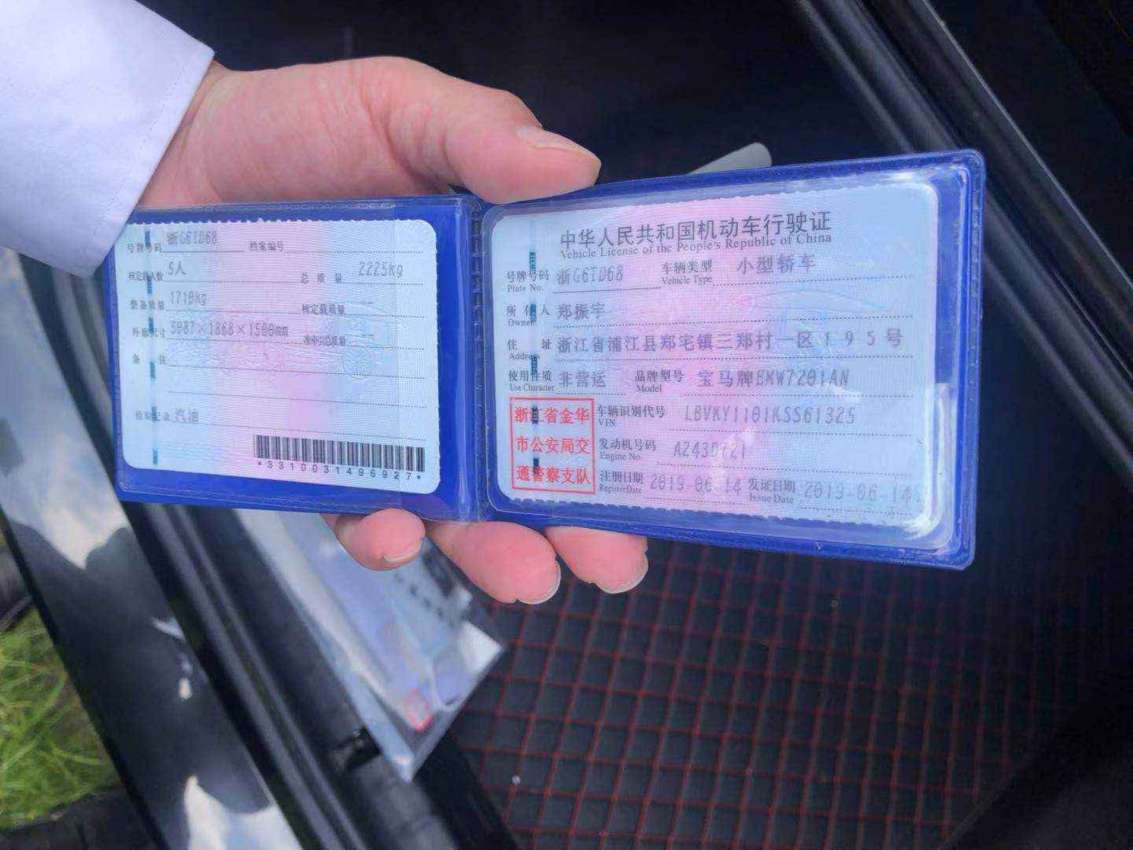 号牌号码 浙G6TD68 档案编号
核定载人数 5人 总质量 2225kg
整备质量 1710kg 核定载质量
外廓尺寸 5087×1868×1500mm 准牵引总质量
备注
检验记录 汽油
*3310031496927*
中华人民共和国机动车行驶证
Vehicle License of the People's Republic of China
号牌号码 浙G6TD68 车辆类型 小型轿车
Plate No. Vehicle Type
所有人 郑振宇
Owner
住址 浙江省浦江县郑宅镇三郑村一区195号
Address
使用性质 非营运 品牌型号 宝马牌BMW7201AN
Use Character Model
浙江省金华
市公安局交
通警察支队
车辆识别代号 LBVKY1101KSS61325
VIN
发动机号码
Engine No.
注册日期 2019-06-14 发证日期 2019-06-14
Register Date Issue Date